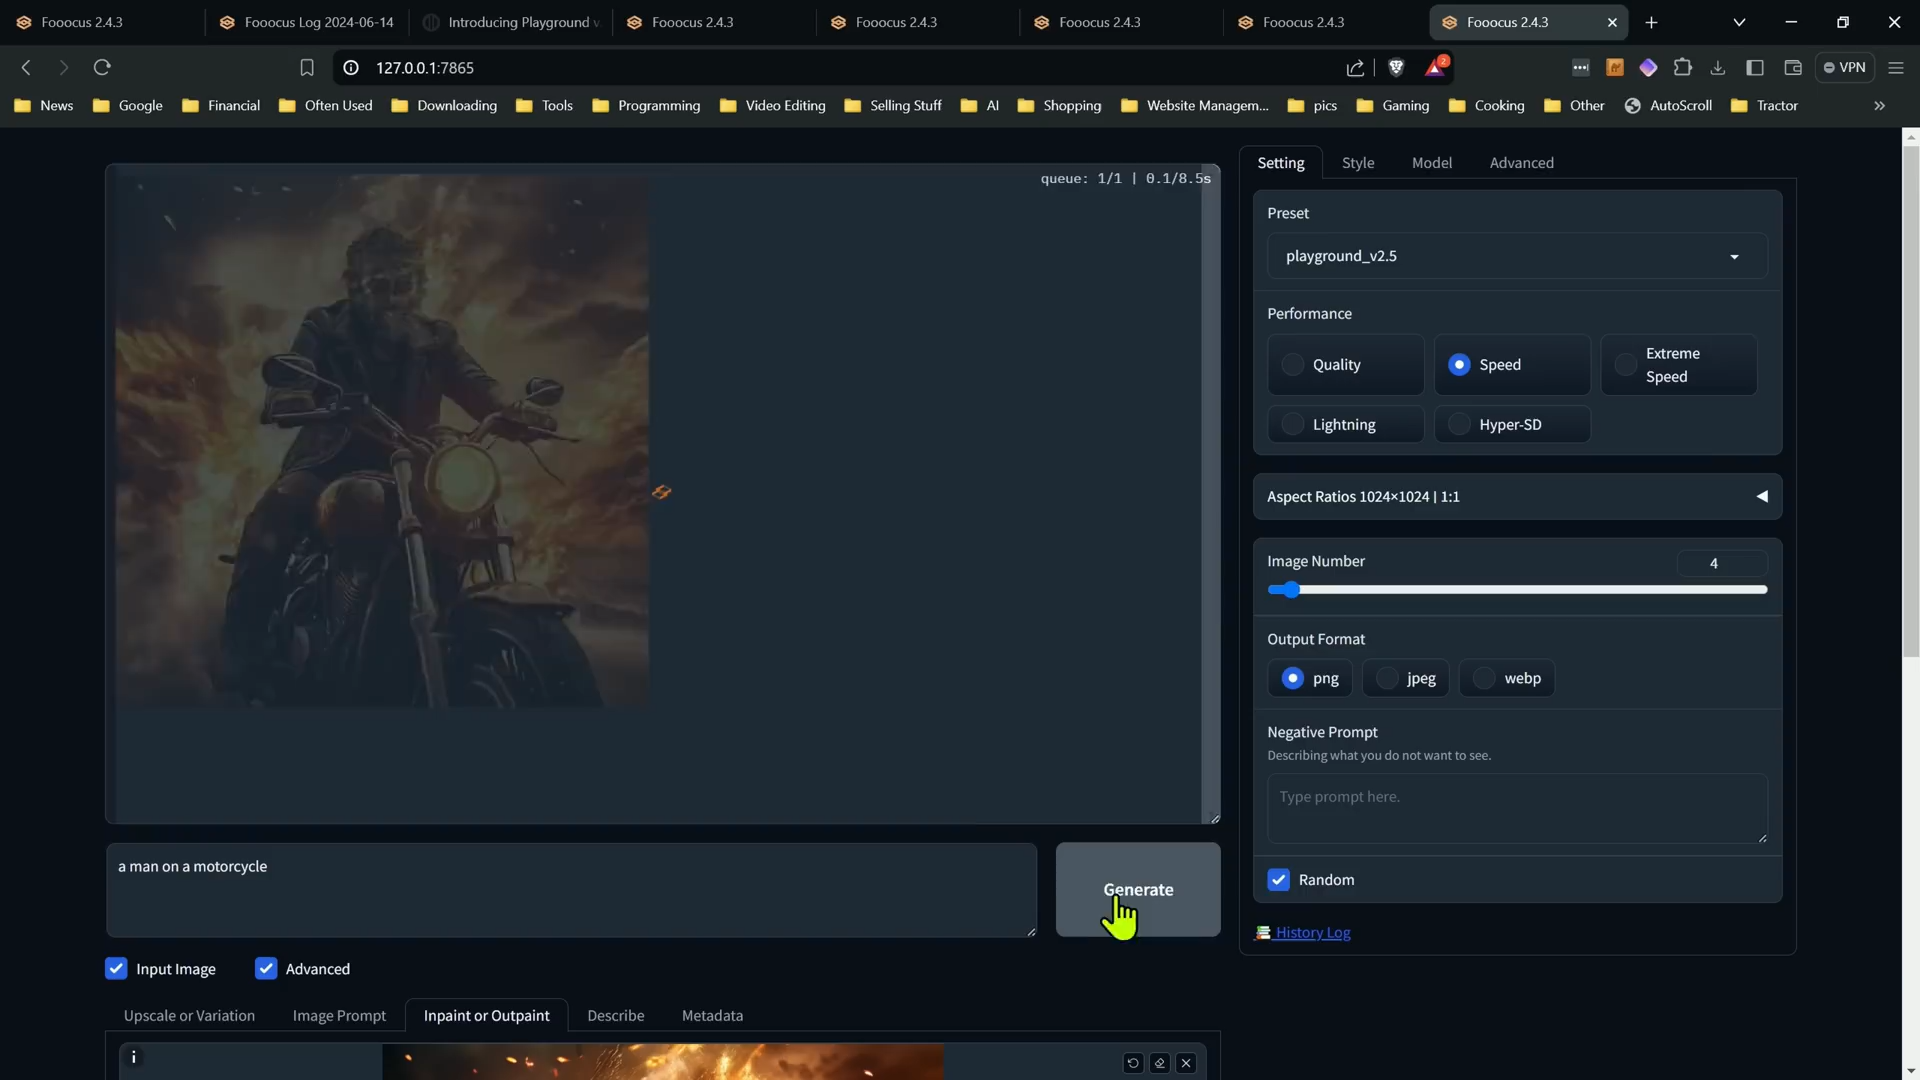 Fooocus 2.4.3
Fooocus Log 2024-06-14
Introducing Playground v
Fooocus 2.4.3
Fooocus 2.4.3
Fooocus 2.4.3
Fooocus 2.4.3
Fooocus 2.4.3
127.0.0.1:7865
2
VPN
News
Google
Financial
Often Used
Downloading
Tools
Programming
Video Editing
Selling Stuff
AI
Shopping
Website Managem...
pics
Gaming
Cooking
Other
AutoScroll
Tractor
queue: 1/1 | 0.1/8.5s
Setting
Style
Model
Advanced
Preset
playground_v2.5
Performance
Quality
Speed
Extreme
Speed
Lightning
Hyper-SD
Aspect Ratios 1024×1024 | 1:1
Image Number
4
Output Format
png
jpeg
webp
Negative Prompt
Describing what you do not want to see.
Type prompt here.
Random
History Log
a man on a motorcycle
Generate
Input Image
Advanced
Upscale or Variation
Image Prompt
Inpaint or Outpaint
Describe
Metadata